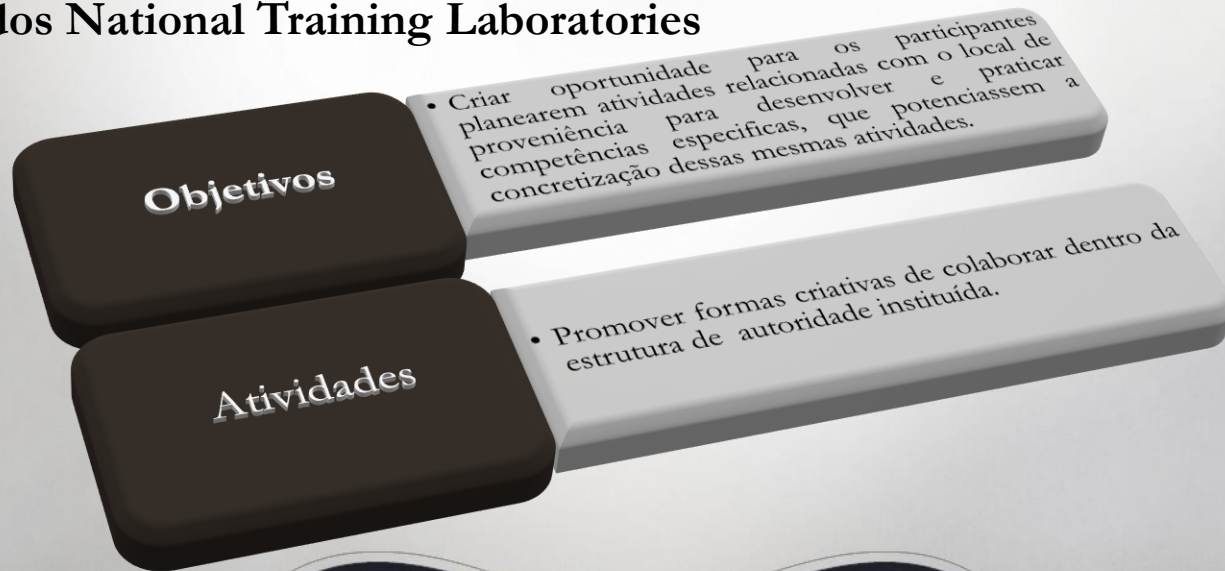 dos National Training Laboratories
Objetivos
• Criar oportunidade para os participantes
planearem atividades relacionadas com o local de
proveniência para desenvolver e praticar
competências especificas, que potenciassem a
concretização dessas mesmas atividades.
Atividades
• Promover formas criativas de colaborar dentro da
estrutura de autoridade instituída.